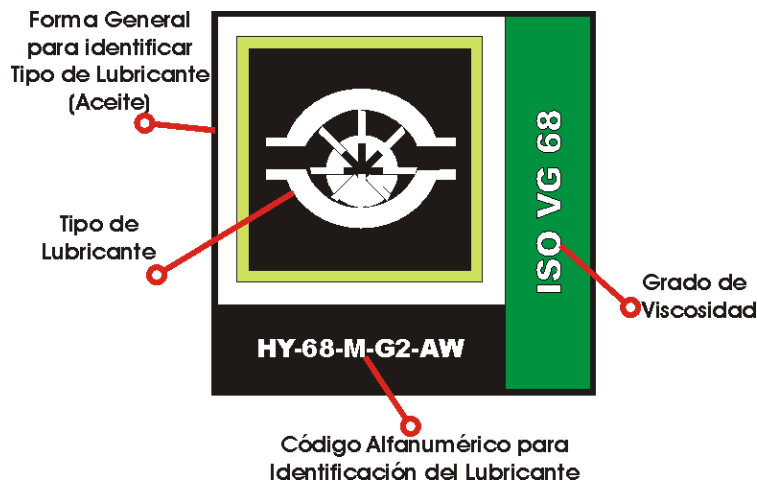 Forma General
para identificar
Tipo de Lubricante
(Aceite)
Tipo de
Lubricante
ISO VG 68
Grado de
Viscosidad
HY-68-M-G2-AW
Código Alfanumérico para
Identificación del Lubricante